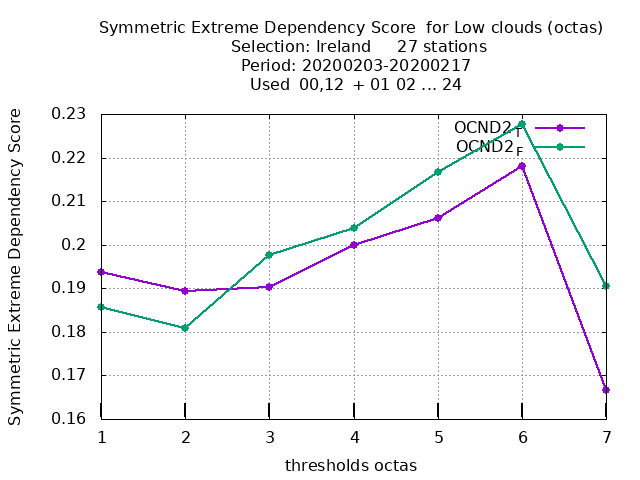 Symmetric Extreme Dependency Score  for Low clouds (octas)
Selection: Ireland     27 stations
Period: 20200203-20200217
Used  00,12  + 01 02 ... 24
Symmetric Extreme Dependency Score
0.23
0.22
0.21
0.2
0.19
0.18
0.17
0.16
OCND2T
OCND2F
1 2 3 4 5 6 7
thresholds octas